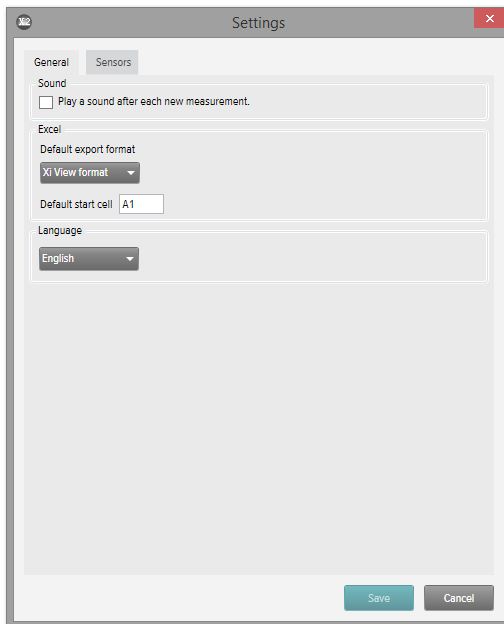 Settings
General
Sensors
Sound
Play a sound after each new measurement.
Excel
Default export format
Xi View format
Default start cell
A1
Language
English
Save
Cancel